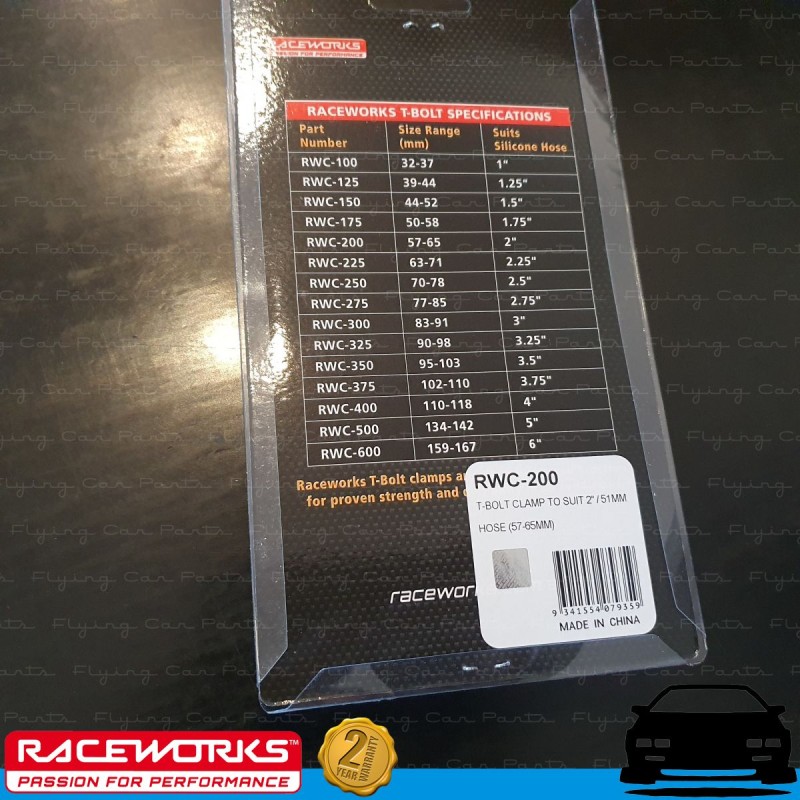 RACEWORKS
PASSION FOR PERFORMANCE
RACEWORKS T-BOLT SPECIFICATIONS
Part Number Size Range (mm) Suits Silicone Hose
RWC-100 32-37 1"
RWC-125 39-44 1.25"
RWC-150 44-52 1.5"
RWC-175 50-58 1.75"
RWC-200 57-65 2"
RWC-225 63-71 2.25"
RWC-250 70-78 2.5"
RWC-275 77-85 2.75"
RWC-300 83-91 3"
RWC-325 90-98 3.25"
RWC-350 95-103 3.5"
RWC-375 102-110 3.75"
RWC-400 110-118 4"
RWC-500 134-142 5"
RWC-600 159-167 6"
Raceworks T-Bolt clamps
for proven strength and
RWC-200
T-BOLT CLAMP TO SUIT 2" / 51MM
HOSE (57-65MM)
9 341554 079359
MADE IN CHINA
Flying Car Parts
RACEWORKS™
PASSION FOR PERFORMANCE
2
YEAR WARRANTY